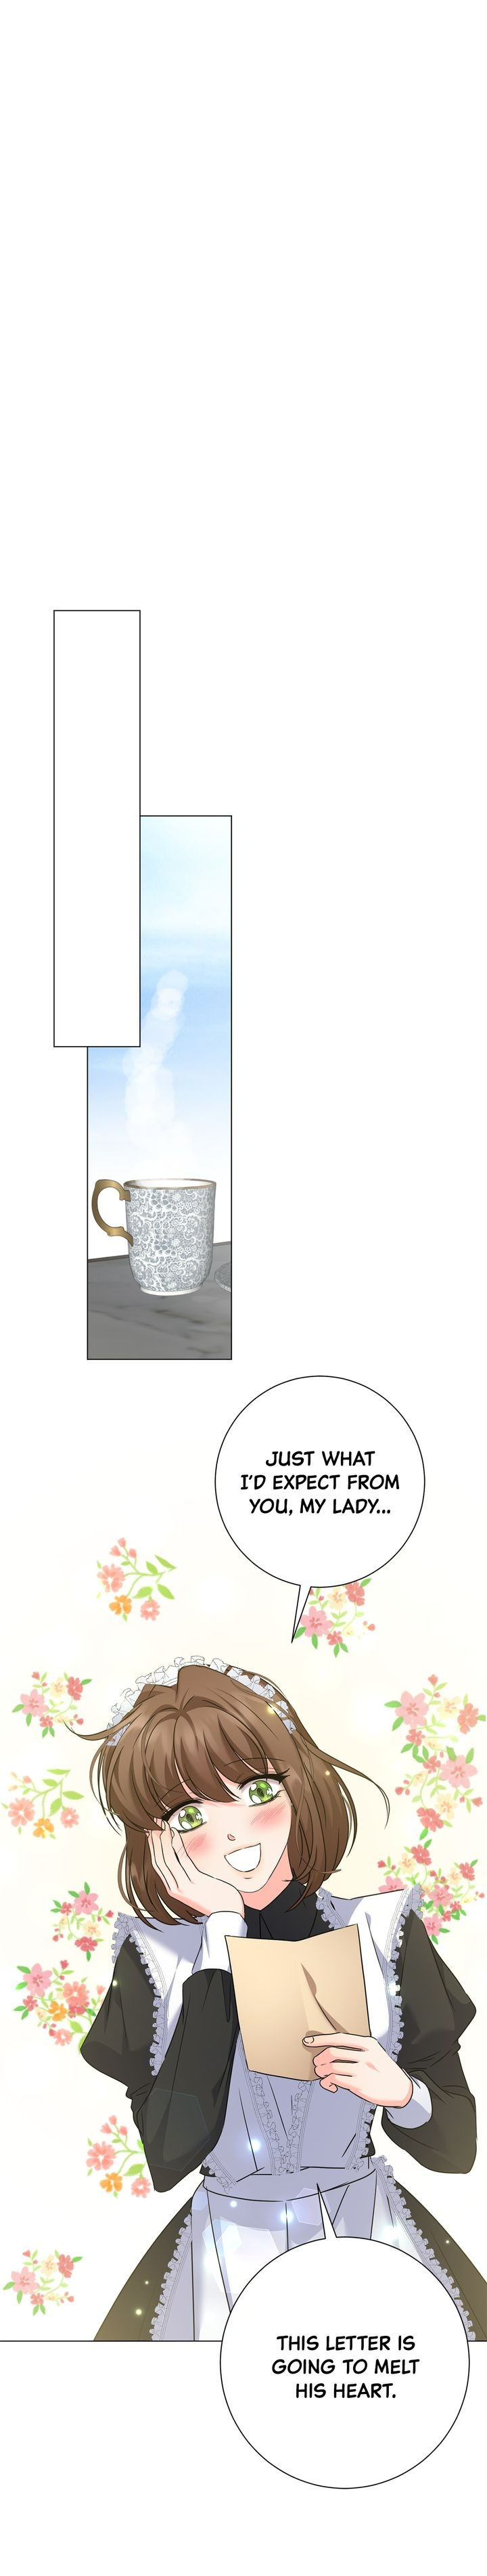 JUST WHAT
I'D EXPECT FROM
YOU, MY LADY...
THIS LETTER IS
GOING TO MELT
HIS HEART.